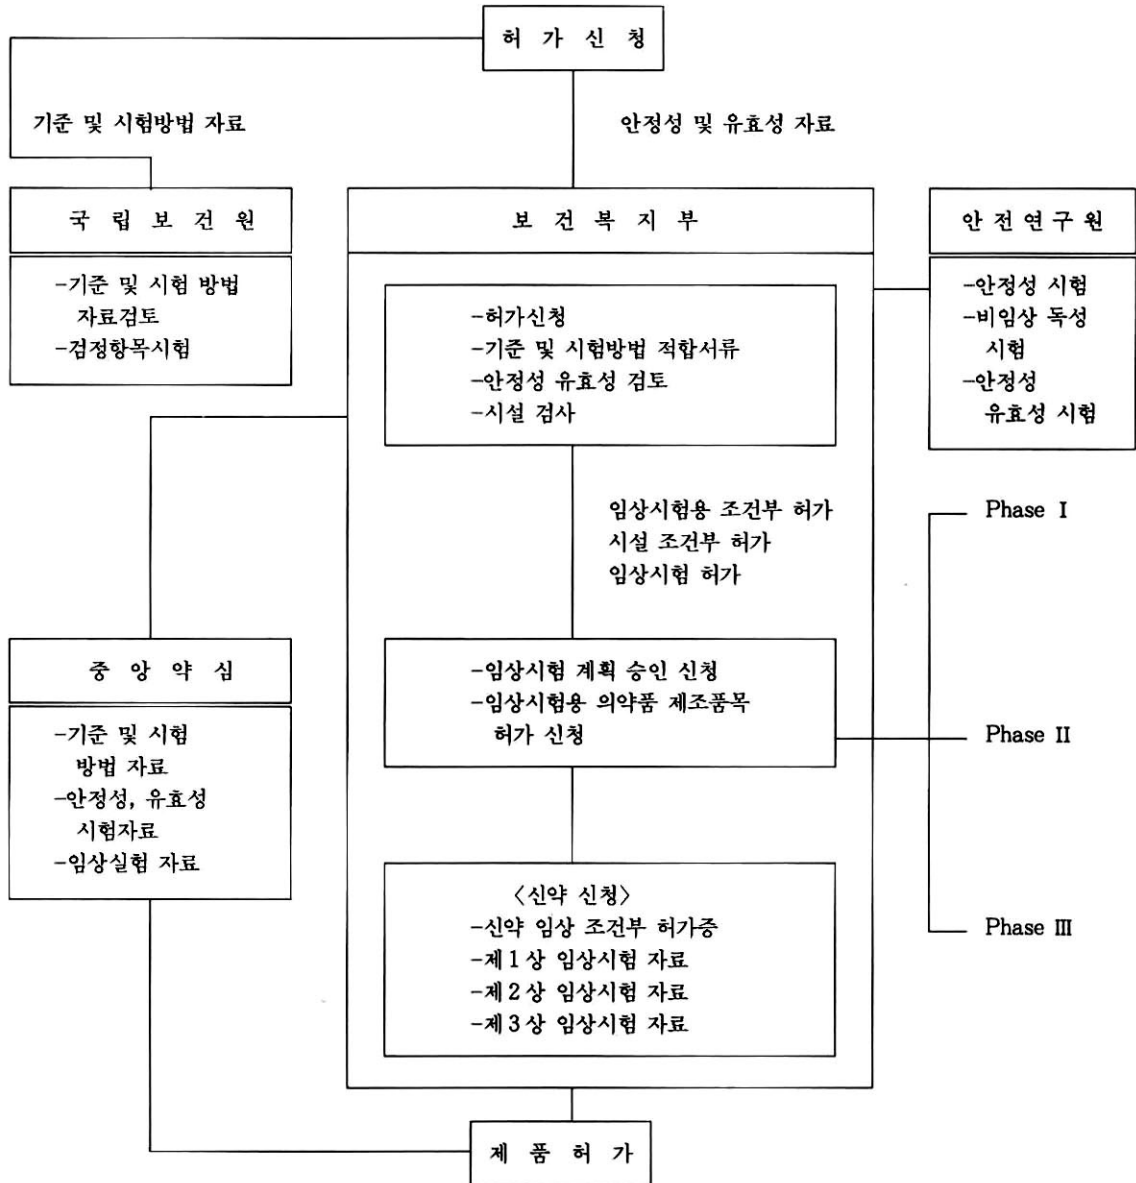 허 가 신 청
기준 및 시험방법 자료
안정성 및 유효성 자료
국 립 보 건 원
-기준 및 시험 방법
자료검토
-검정항목시험
보 건 복 지 부
-허가신청
-기준 및 시험방법 적합서류
-안정성 유효성 검토
-시설 검사
안 전 연 구 원
-안정성 시험
-비임상 독성
시험
-안정성
유효성 시험
임상시험용 조건부 허가
시설 조건부 허가
임상시험 허가
중 앙 약 심
-기준 및 시험
방법 자료
-안정성, 유효성
시험자료
-임상실험 자료
-임상시험 계획 승인 신청
-임상시험용 의약품 제조품목
허가 신청
Phase Ⅰ
Phase Ⅱ
Phase Ⅲ
〈신약 신청〉
-신약 임상 조건부 허가증
-제1상 임상시험 자료
-제2상 임상시험 자료
-제3상 임상시험 자료
제 품 허 가